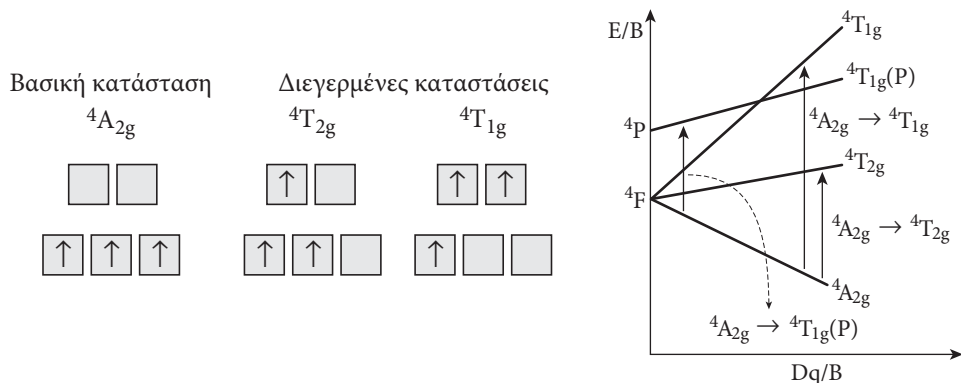 Βασική κατάσταση
⁴A₂g
Διεγερμένες καταστάσεις
⁴T₂g ⁴T₁g
↑ ↑ ↑
↑ ↑ ↑ ↑ ↑ ↑
E/B
⁴T₁g
⁴T₁g(P)
⁴P
⁴A₂g → ⁴T₁g
⁴T₂g
⁴F
⁴A₂g → ⁴T₂g
⁴A₂g
⁴A₂g → ⁴T₁g(P)
Dq/B